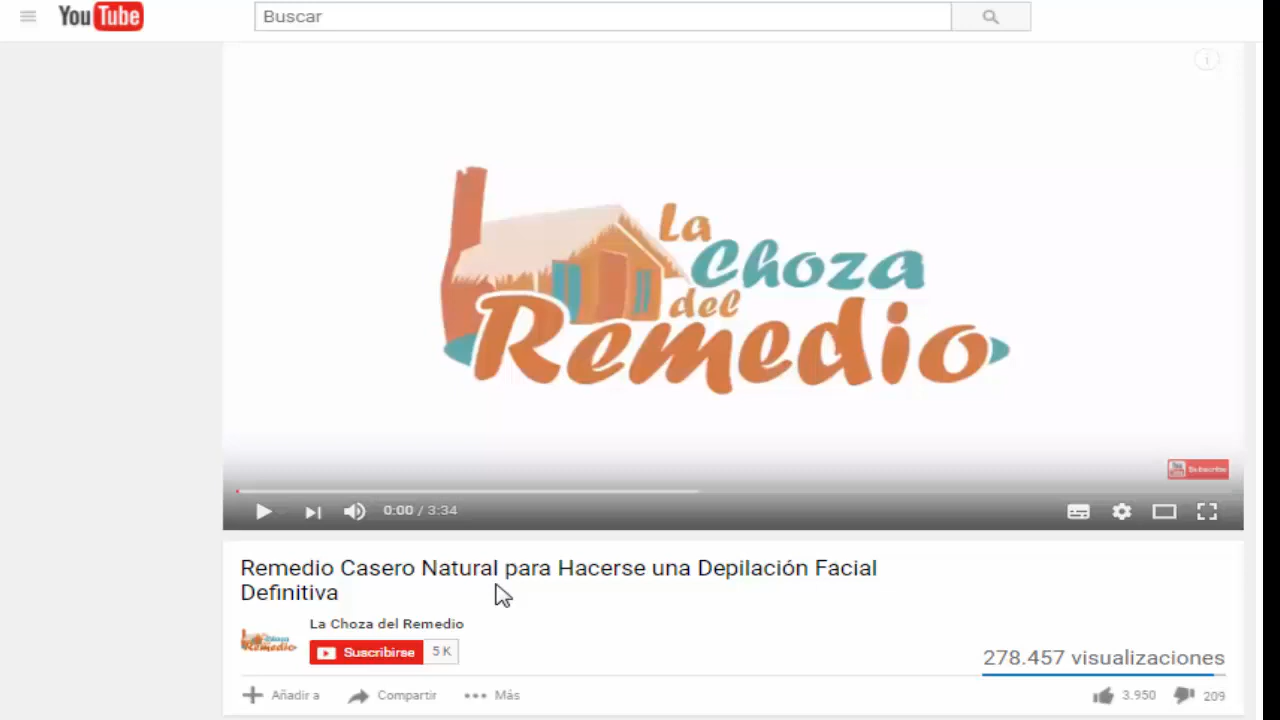 YouTube
Buscar
La
Choza
del
Remedio
Subscribe
0:00 / 3:34
Remedio Casero Natural para Hacerse una Depilación Facial
Definitiva
La Choza del Remedio
Suscribirse 5 K
278.457 visualizaciones
Añadir a Compartir Más 3.950 209